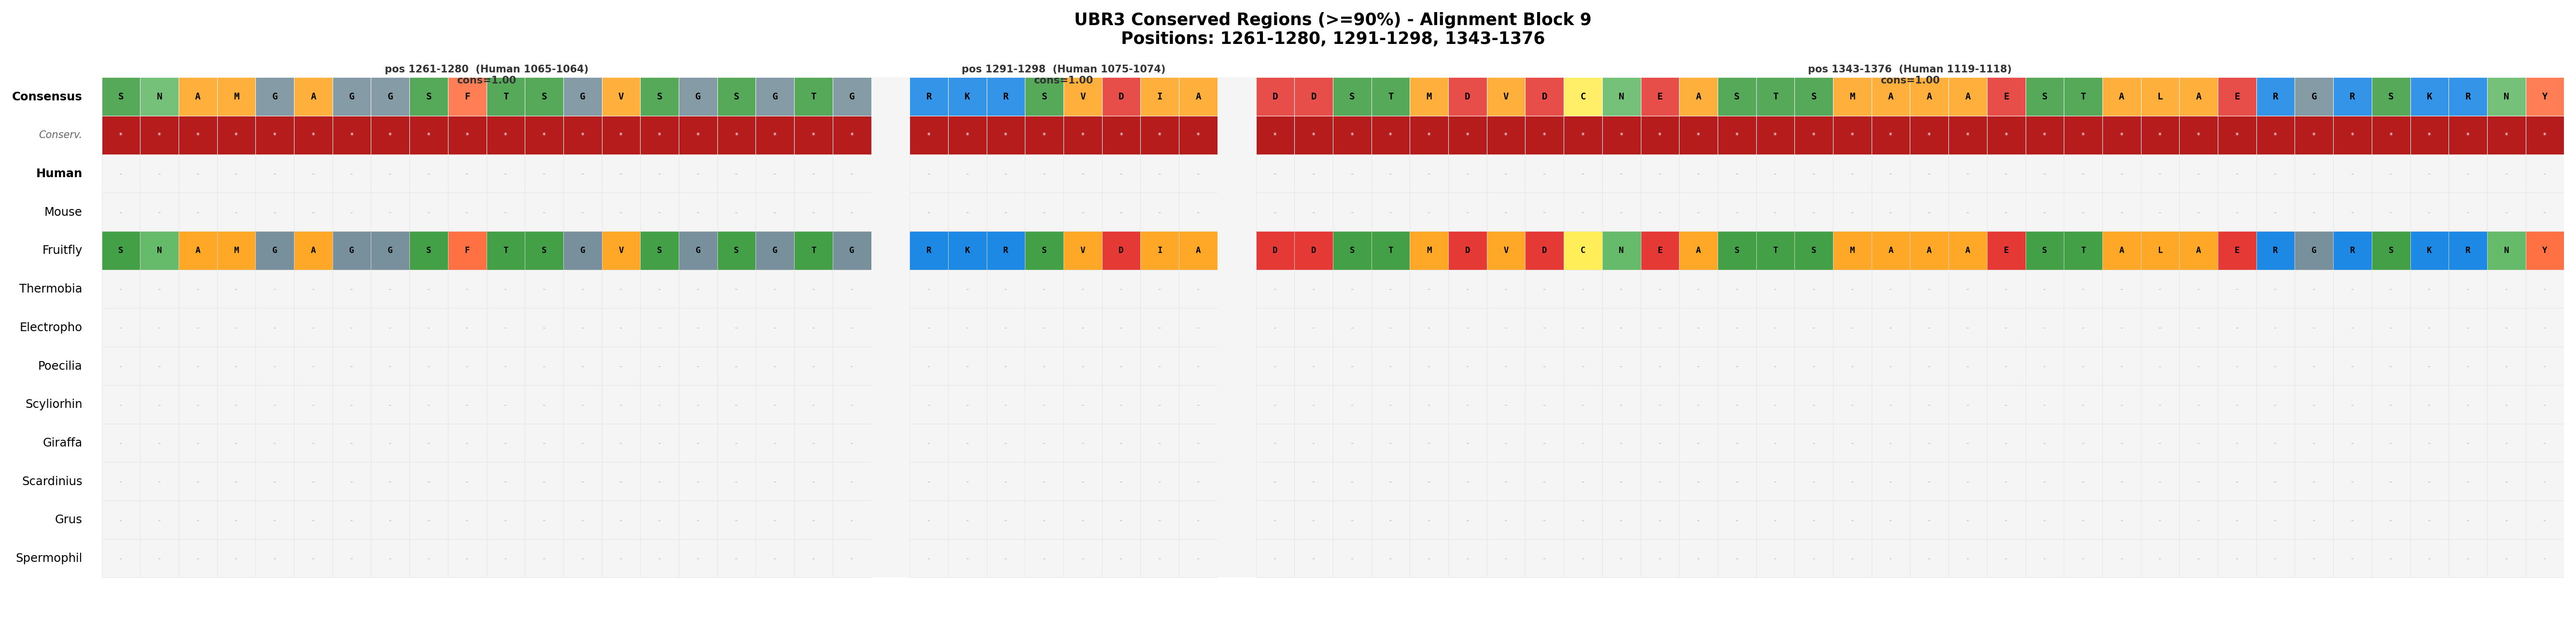 UBR3 Conserved Regions (>=90%) - Alignment Block 9
Positions: 1261-1280, 1291-1298, 1343-1376
pos 1261-1280 (Human 1065-1064) pos 1291-1298 (Human 1075-1074) pos 1343-1376 (Human 1119-1118)
cons=1.00 cons=1.00 cons=1.00
Consensus S N A M G A G G S F T S G V S G S G T G R K R S V D I A D D S T M D V D C N E A S T S M A A A E S T A L A E R G R S K R N Y
Conserv. * * * * * * * * * * * * * * * * * * * * * * * * * * * * * * * * * * * * * * * * * * * * * * * * * * * * * * * * * * * * * *
Human - - - - - - - - - - - - - - - - - - - - - - - - - - - - - - - - - - - - - - - - - - - - - - - - - - - - - - - - - - - - - -
Mouse - - - - - - - - - - - - - - - - - - - - - - - - - - - - - - - - - - - - - - - - - - - - - - - - - - - - - - - - - - - - - -
Fruitfly S N A M G A G G S F T S G V S G S G T G R K R S V D I A D D S T M D V D C N E A S T S M A A A E S T A L A E R G R S K R N Y
Thermobia - - - - - - - - - - - - - - - - - - - - - - - - - - - - - - - - - - - - - - - - - - - - - - - - - - - - - - - - - - - - - -
Electropho - - - - - - - - - - - - - - - - - - - - - - - - - - - - - - - - - - - - - - - - - - - - - - - - - - - - - - - - - - - - - -
Poecilia - - - - - - - - - - - - - - - - - - - - - - - - - - - - - - - - - - - - - - - - - - - - - - - - - - - - - - - - - - - - - -
Scyliorhin - - - - - - - - - - - - - - - - - - - - - - - - - - - - - - - - - - - - - - - - - - - - - - - - - - - - - - - - - - - - - -
Giraffa - - - - - - - - - - - - - - - - - - - - - - - - - - - - - - - - - - - - - - - - - - - - - - - - - - - - - - - - - - - - - -
Scardinius - - - - - - - - - - - - - - - - - - - - - - - - - - - - - - - - - - - - - - - - - - - - - - - - - - - - - - - - - - - - - -
Grus - - - - - - - - - - - - - - - - - - - - - - - - - - - - - - - - - - - - - - - - - - - - - - - - - - - - - - - - - - - - - -
Spermophil - - - - - - - - - - - - - - - - - - - - - - - - - - - - - - - - - - - - - - - - - - - - - - - - - - - - - - - - - - - - - -